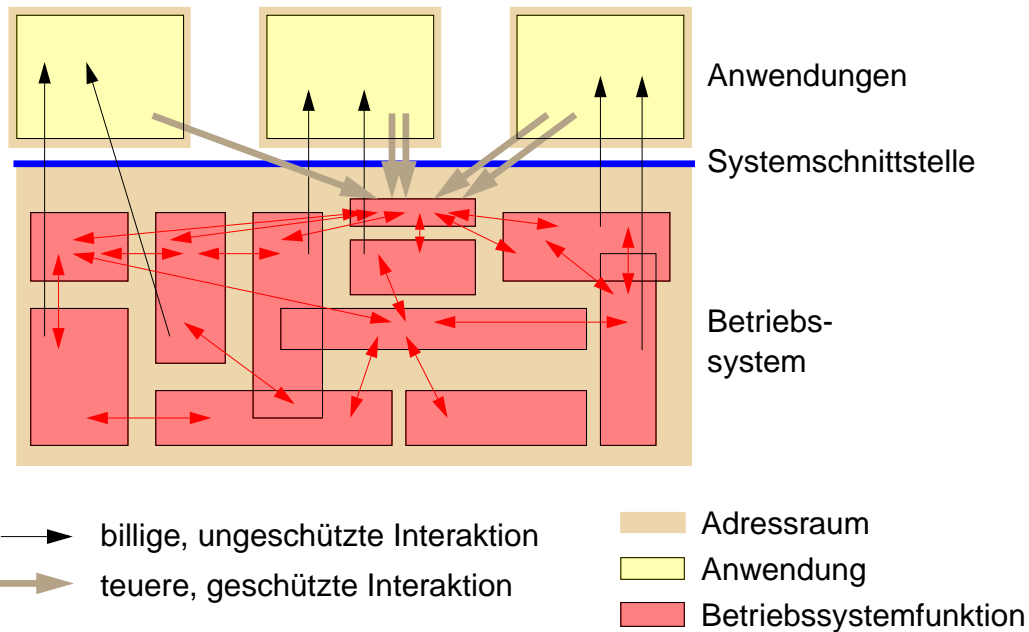 Anwendungen
Systemschnittstelle
Betriebs-
system
billige, ungeschützte Interaktion
teuere, geschützte Interaktion
Adressraum
Anwendung
Betriebssystemfunktion